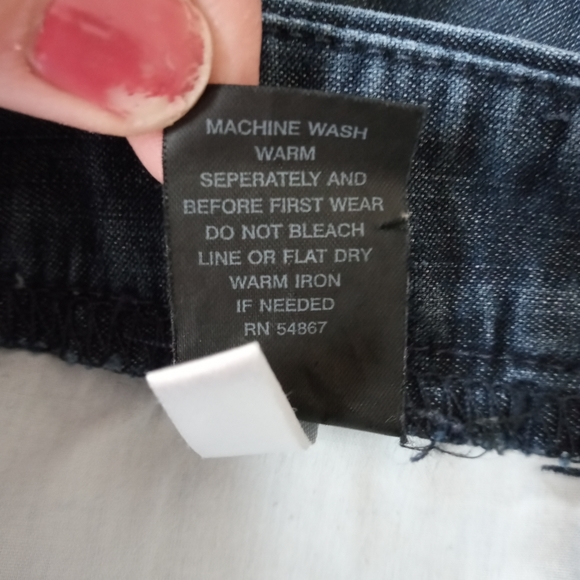 MACHINE WASH
WARM
SEPERATELY AND
BEFORE FIRST WEAR
DO NOT BLEACH
LINE OR FLAT DRY
WARM IRON
IF NEEDED
RN 54867